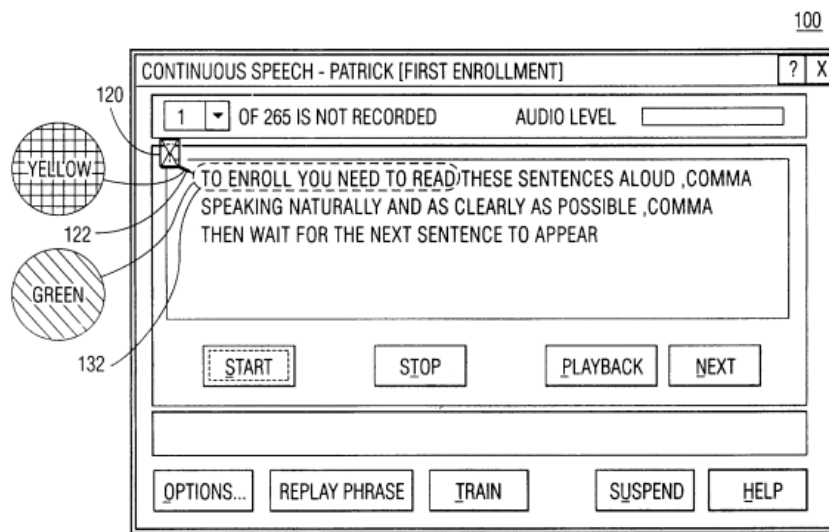 100
CONTINUOUS SPEECH - PATRICK [FIRST ENROLLMENT] ? X
120
1 OF 265 IS NOT RECORDED AUDIO LEVEL
YELLOW
TO ENROLL YOU NEED TO READ THESE SENTENCES ALOUD ,COMMA
SPEAKING NATURALLY AND AS CLEARLY AS POSSIBLE ,COMMA
122
THEN WAIT FOR THE NEXT SENTENCE TO APPEAR
GREEN
132
START STOP PLAYBACK NEXT
OPTIONS... REPLAY PHRASE TRAIN SUSPEND HELP